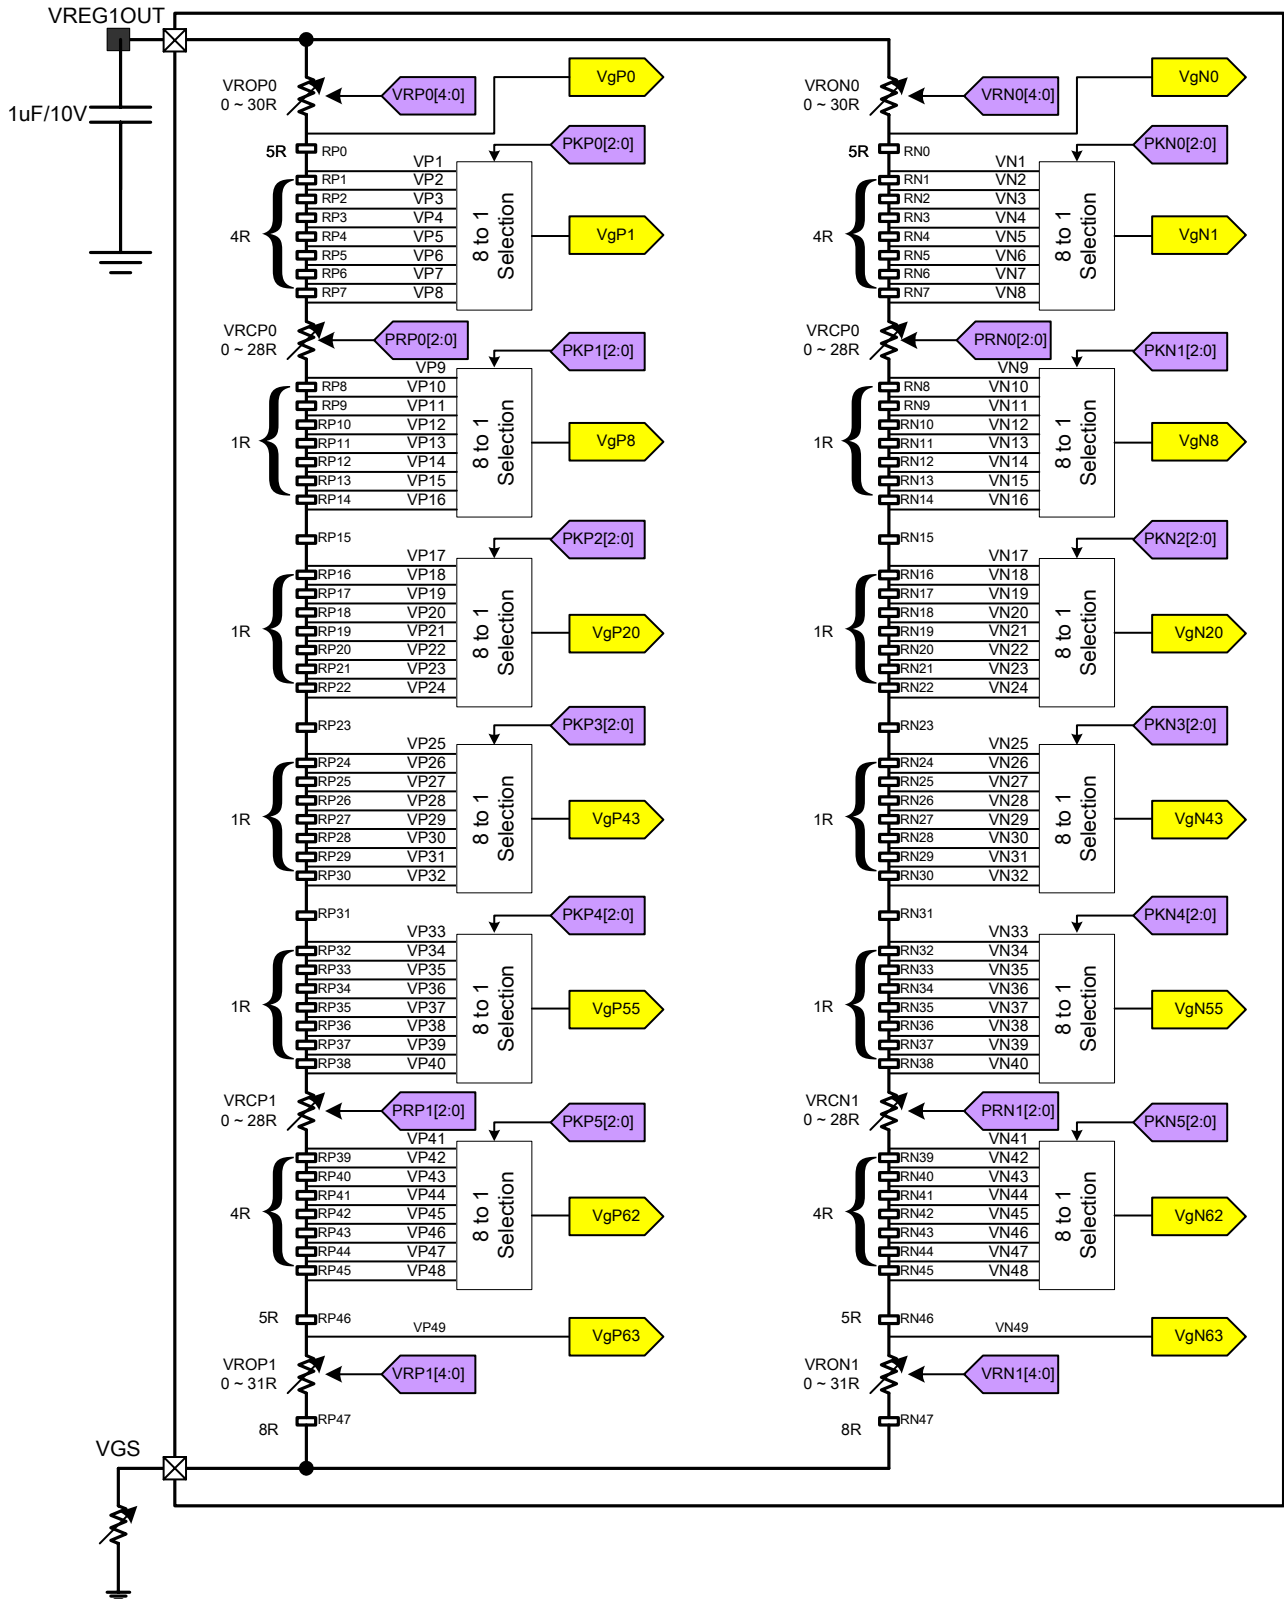 VREG1OUT
1uF/10V
VROP0
0 ~ 30R
VRP0[4:0]
VgP0
5R
RP0
PKP0[2:0]
VP1
RP1
VP2
RP2
VP3
RP3
VP4
4R
RP4
VP5
RP5
VP6
RP6
VP7
RP7
VP8
8 to 1
Selection
VgP1
VRCP0
0 ~ 28R
PRP0[2:0]
PKP1[2:0]
VP9
RP8
VP10
RP9
VP11
RP10
VP12
1R
RP11
VP13
RP12
VP14
RP13
VP15
RP14
VP16
8 to 1
Selection
VgP8
RP15
PKP2[2:0]
VP17
RP16
VP18
RP17
VP19
RP18
VP20
1R
RP19
VP21
RP20
VP22
RP21
VP23
RP22
VP24
8 to 1
Selection
VgP20
RP23
PKP3[2:0]
VP25
RP24
VP26
RP25
VP27
RP26
VP28
1R
RP27
VP29
RP28
VP30
RP29
VP31
RP30
VP32
8 to 1
Selection
VgP43
RP31
PKP4[2:0]
VP33
RP32
VP34
RP33
VP35
RP34
VP36
1R
RP35
VP37
RP36
VP38
RP37
VP39
RP38
VP40
8 to 1
Selection
VgP55
VRCP1
0 ~ 28R
PRP1[2:0]
PKP5[2:0]
VP41
RP39
VP42
RP40
VP43
RP41
VP44
4R
RP42
VP45
RP43
VP46
RP44
VP47
RP45
VP48
8 to 1
Selection
VgP62
5R
RP46
VP49
VgP63
VROP1
0 ~ 31R
VRP1[4:0]
8R
RP47
VRON0
0 ~ 30R
VRN0[4:0]
VgN0
5R
RN0
PKN0[2:0]
VN1
RN1
VN2
RN2
VN3
RN3
VN4
4R
RN4
VN5
RN5
VN6
RN6
VN7
RN7
VN8
8 to 1
Selection
VgN1
VRCP0
0 ~ 28R
PRN0[2:0]
PKN1[2:0]
VN9
RN8
VN10
RN9
VN11
RN10
VN12
1R
RN11
VN13
RN12
VN14
RN13
VN15
RN14
VN16
8 to 1
Selection
VgN8
RN15
PKN2[2:0]
VN17
RN16
VN18
RN17
VN19
RN18
VN20
1R
RN19
VN21
RN20
VN22
RN21
VN23
RN22
VN24
8 to 1
Selection
VgN20
RN23
PKN3[2:0]
VN25
RN24
VN26
RN25
VN27
RN26
VN28
1R
RN27
VN29
RN28
VN30
RN29
VN31
RN30
VN32
8 to 1
Selection
VgN43
RN31
PKN4[2:0]
VN33
RN32
VN34
RN33
VN35
RN34
VN36
1R
RN35
VN37
RN36
VN38
RN37
VN39
RN38
VN40
8 to 1
Selection
VgN55
VRCN1
0 ~ 28R
PRN1[2:0]
PKN5[2:0]
VN41
RN39
VN42
RN40
VN43
RN41
VN44
4R
RN42
VN45
RN43
VN46
RN44
VN47
RN45
VN48
8 to 1
Selection
VgN62
5R
RN46
VN49
VgN63
VRON1
0 ~ 31R
VRN1[4:0]
8R
RN47
VGS